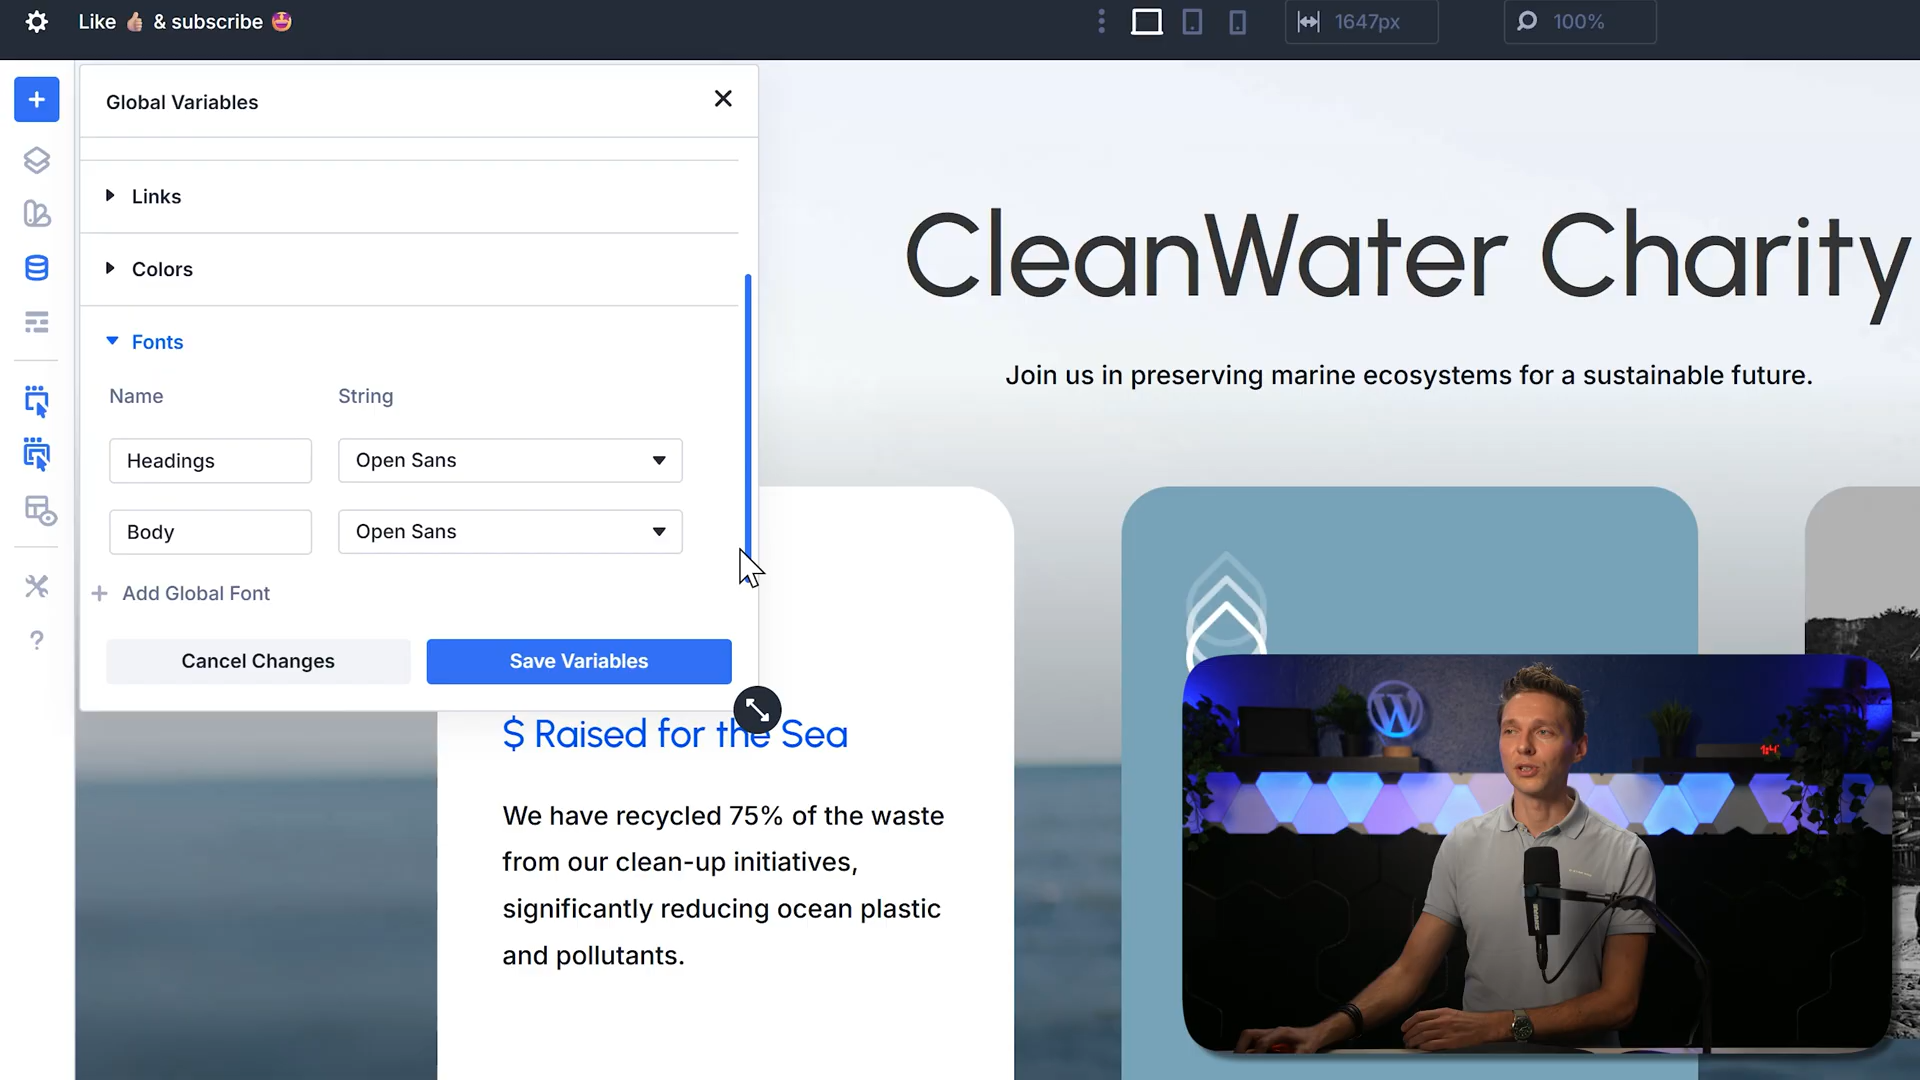 Like 👍🏼 & subscribe 🤩
1647px
100%
Global Variables
Links
Colors
Fonts
Name
String
Headings
Open Sans
Body
Open Sans
+ Add Global Font
Cancel Changes
Save Variables
CleanWater Charity
Join us in preserving marine ecosystems for a sustainable future.
$ Raised for the Sea
We have recycled 75% of the waste
from our clean-up initiatives,
significantly reducing ocean plastic
and pollutants.